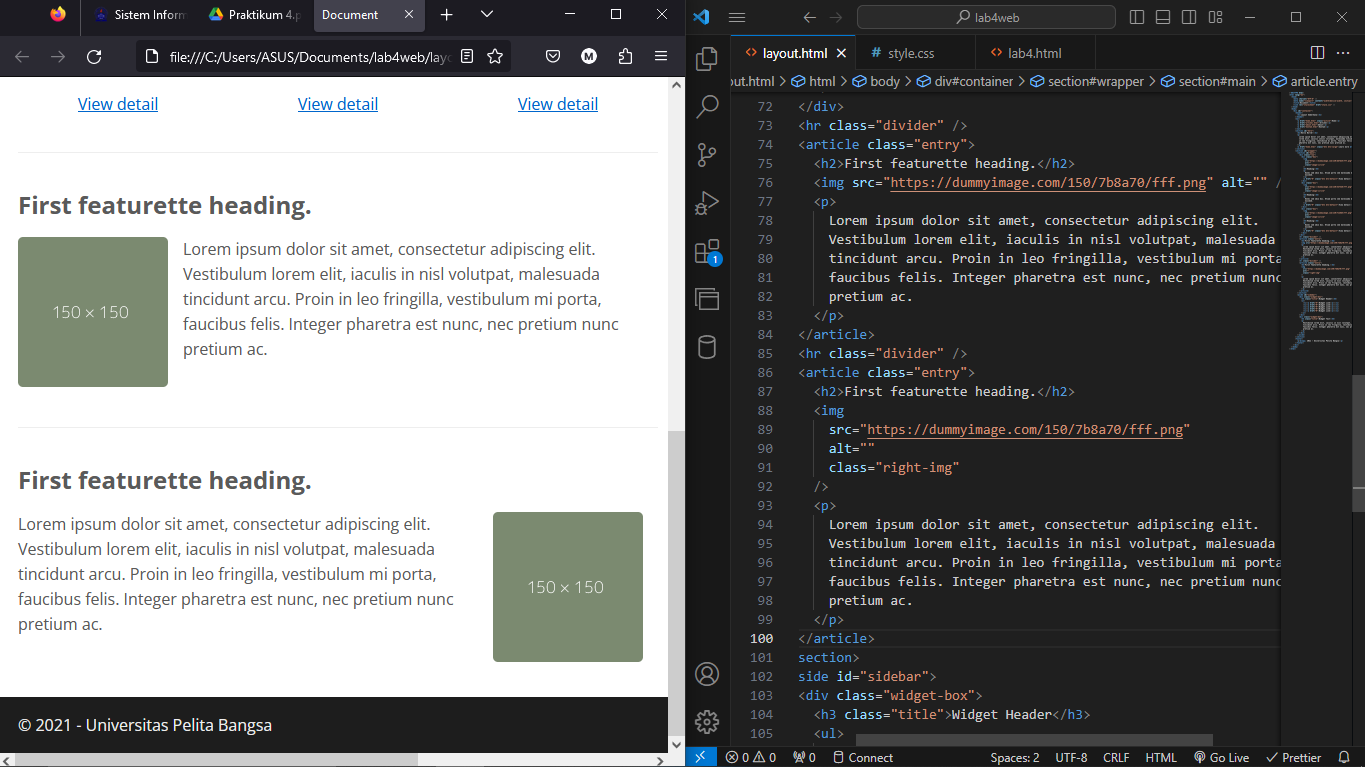 Sistem Inform
Praktikum 4.p
Document
file:///C:/Users/ASUS/Documents/lab4web/layo
M
View detail
View detail
View detail
First featurette heading.
150 × 150
Lorem ipsum dolor sit amet, consectetur adipiscing elit.
Vestibulum lorem elit, iaculis in nisl volutpat, malesuada
tincidunt arcu. Proin in leo fringilla, vestibulum mi porta,
faucibus felis. Integer pharetra est nunc, nec pretium nunc
pretium ac.
First featurette heading.
Lorem ipsum dolor sit amet, consectetur adipiscing elit.
Vestibulum lorem elit, iaculis in nisl volutpat, malesuada
tincidunt arcu. Proin in leo fringilla, vestibulum mi porta,
faucibus felis. Integer pharetra est nunc, nec pretium nunc
pretium ac.
150 × 150
© 2021 - Universitas Pelita Bangsa
lab4web
layout.html
# style.css
lab4.html
out.html > html > body > div#container > section#wrapper > section#main > article.entry
1
72 </div>
73 <hr class="divider" />
74 <article class="entry">
75 <h2>First featurette heading.</h2>
76 <img src="https://dummyimage.com/150/7b8a70/fff.png" alt="" /
77 <p>
78 Lorem ipsum dolor sit amet, consectetur adipiscing elit.
79 Vestibulum lorem elit, iaculis in nisl volutpat, malesuada
80 tincidunt arcu. Proin in leo fringilla, vestibulum mi porta
81 faucibus felis. Integer pharetra est nunc, nec pretium nunc
82 pretium ac.
83 </p>
84 </article>
85 <hr class="divider" />
86 <article class="entry">
87 <h2>First featurette heading.</h2>
88 <img
89 src="https://dummyimage.com/150/7b8a70/fff.png"
90 alt=""
91 class="right-img"
92 />
93 <p>
94 Lorem ipsum dolor sit amet, consectetur adipiscing elit.
95 Vestibulum lorem elit, iaculis in nisl volutpat, malesuada
96 tincidunt arcu. Proin in leo fringilla, vestibulum mi porta
97 faucibus felis. Integer pharetra est nunc, nec pretium nunc
98 pretium ac.
99 </p>
100 </article>
101 section>
102 side id="sidebar">
103 <div class="widget-box">
104 <h3 class="title">Widget Header</h3>
105 <ul>
0 0 0 Connect Spaces: 2 UTF-8 CRLF HTML Go Live Prettier